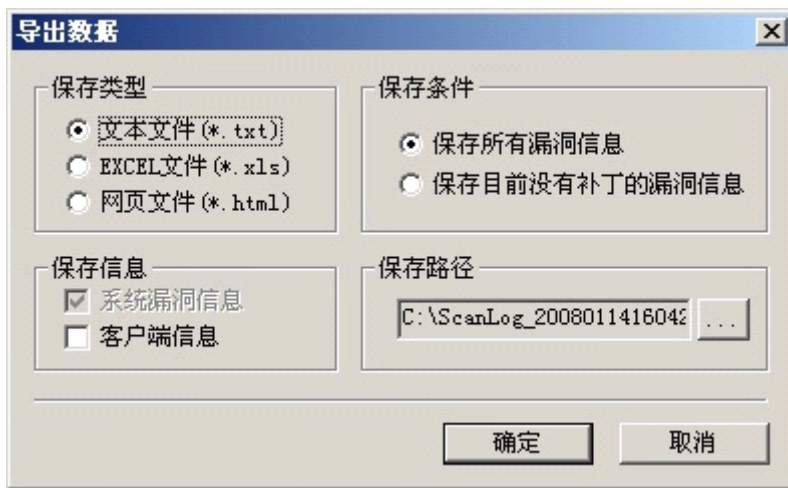 导出数据
保存类型
文本文件(*.txt)
EXCEL文件(*.xls)
网页文件(*.html)
保存条件
保存所有漏洞信息
保存目前没有补丁的漏洞信息
保存信息
系统漏洞信息
客户端信息
保存路径
C:\ScanLog_2008011416042
...
确定
取消